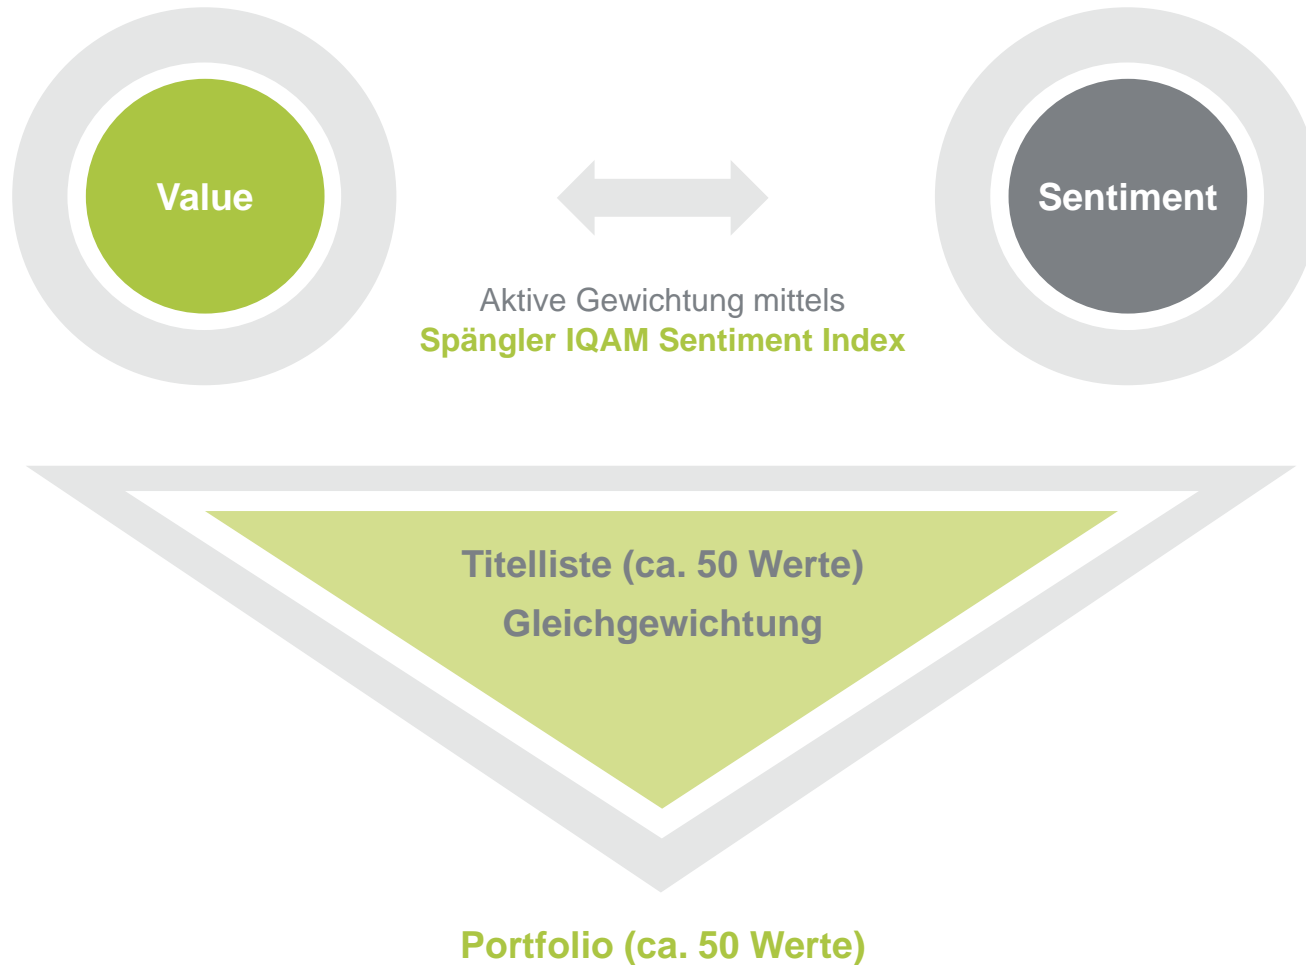 Value
Sentiment
Aktive Gewichtung mittels
Spängler IQAM Sentiment Index
Titelliste (ca. 50 Werte)
Gleichgewichtung
Portfolio (ca. 50 Werte)